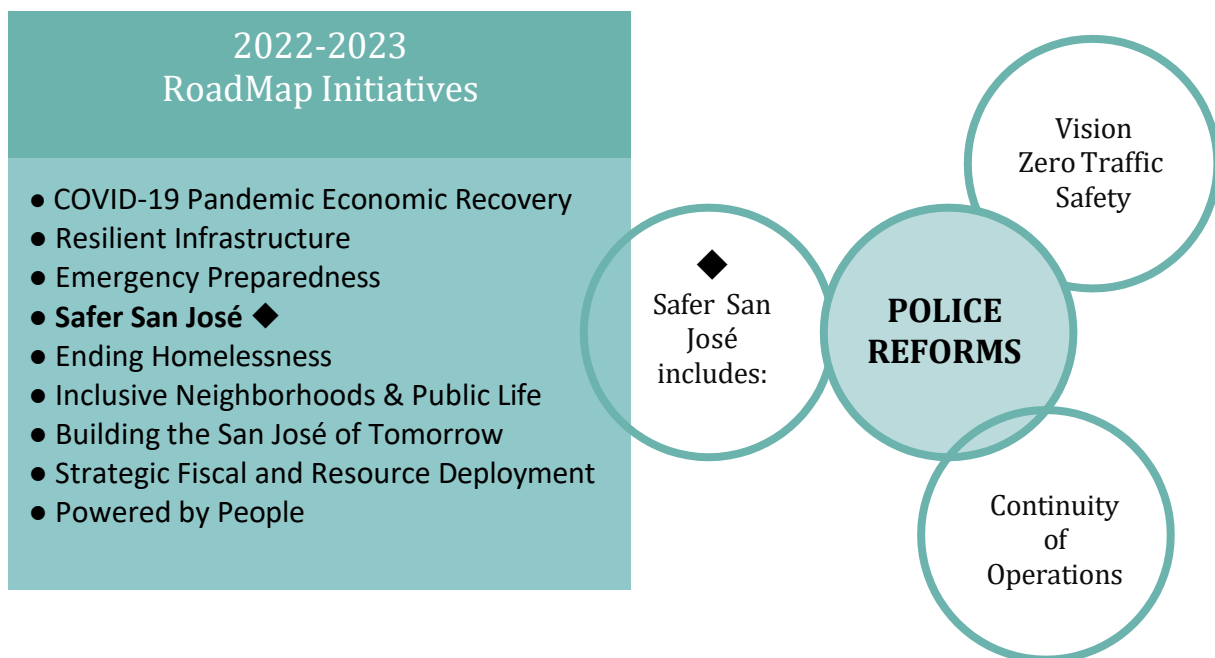 2022-2023
RoadMap Initiatives
● COVID-19 Pandemic Economic Recovery
● Resilient Infrastructure
● Emergency Preparedness
● Safer San José ◆
● Ending Homelessness
● Inclusive Neighborhoods & Public Life
● Building the San José of Tomorrow
● Strategic Fiscal and Resource Deployment
● Powered by People
◆
Safer San
José
includes:
POLICE
REFORMS
Vision
Zero Traffic
Safety
Continuity
of
Operations